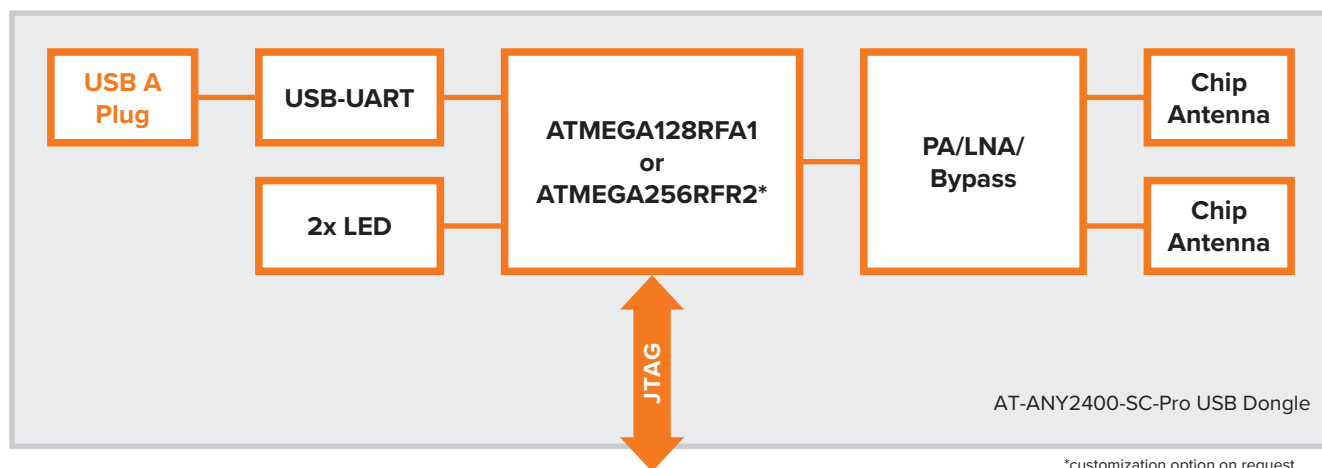 USB A
Plug
USB-UART
2x LED
ATMEGA128RFA1
or
ATMEGA256RFR2*
PA/LNA/
Bypass
Chip
Antenna
Chip
Antenna
JTAG
AT-ANY2400-SC-Pro USB Dongle
*customization option on request